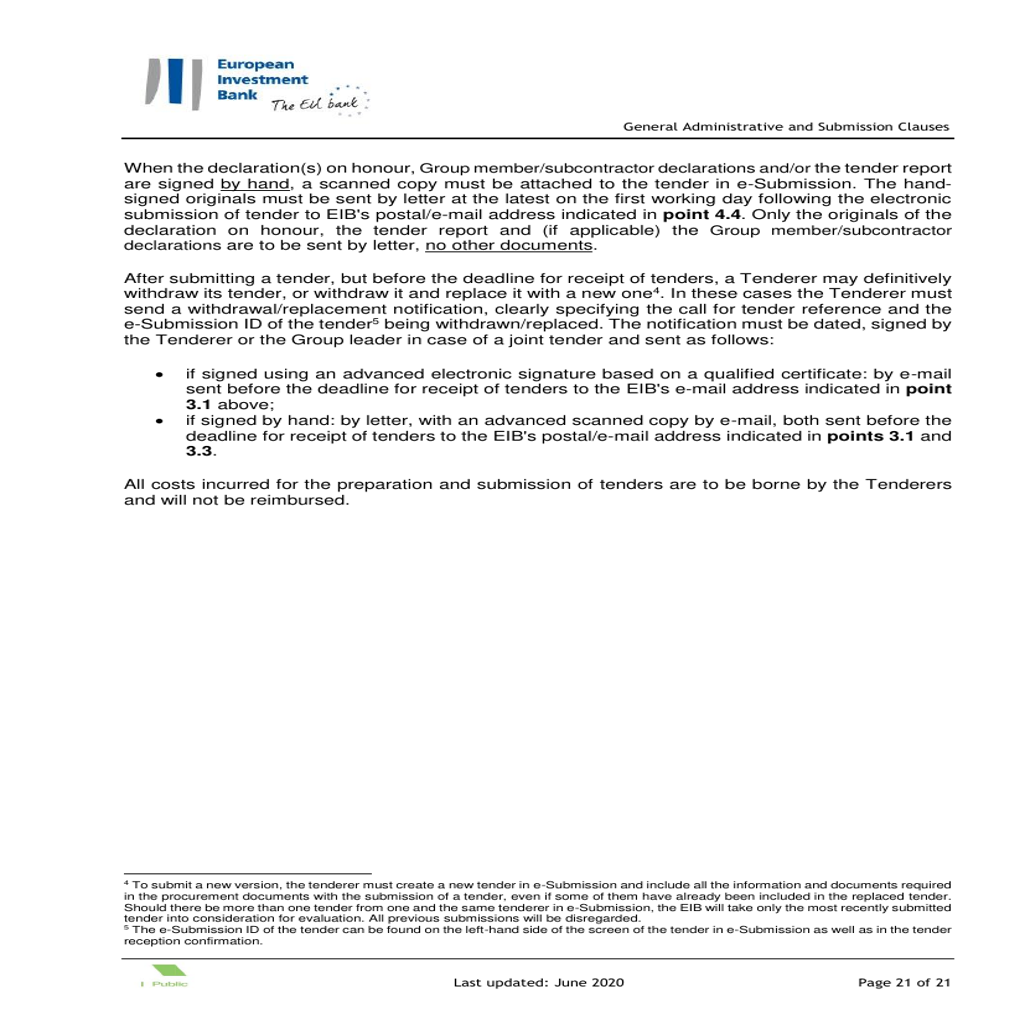 European
Investment
Bank The EU bank
General Administrative and Submission Clauses
When the declaration(s) on honour, Group member/subcontractor declarations and/or the tender report
are signed by hand, a scanned copy must be attached to the tender in e-Submission. The hand-
signed originals must be sent by letter at the latest on the first working day following the electronic
submission of tender to EIB's postal/e-mail address indicated in point 4.4. Only the originals of the
declaration on honour, the tender report and (if applicable) the Group member/subcontractor
declarations are to be sent by letter, no other documents.
After submitting a tender, but before the deadline for receipt of tenders, a Tenderer may definitively
withdraw its tender, or withdraw it and replace it with a new one⁴. In these cases the Tenderer must
send a withdrawal/replacement notification, clearly specifying the call for tender reference and the
e-Submission ID of the tender⁵ being withdrawn/replaced. The notification must be dated, signed by
the Tenderer or the Group leader in case of a joint tender and sent as follows:
• if signed using an advanced electronic signature based on a qualified certificate: by e-mail
sent before the deadline for receipt of tenders to the EIB's e-mail address indicated in point
3.1 above;
• if signed by hand: by letter, with an advanced scanned copy by e-mail, both sent before the
deadline for receipt of tenders to the EIB's postal/e-mail address indicated in points 3.1 and
3.3.
All costs incurred for the preparation and submission of tenders are to be borne by the Tenderers
and will not be reimbursed.
⁴ To submit a new version, the tenderer must create a new tender in e-Submission and include all the information and documents required
in the procurement documents with the submission of a tender, even if some of them have already been included in the replaced tender.
Should there be more than one tender from one and the same tenderer in e-Submission, the EIB will take only the most recently submitted
tender into consideration for evaluation. All previous submissions will be disregarded.
⁵ The e-Submission ID of the tender can be found on the left-hand side of the screen of the tender in e-Submission as well as in the tender
reception confirmation.
Public
Last updated: June 2020
Page 21 of 21